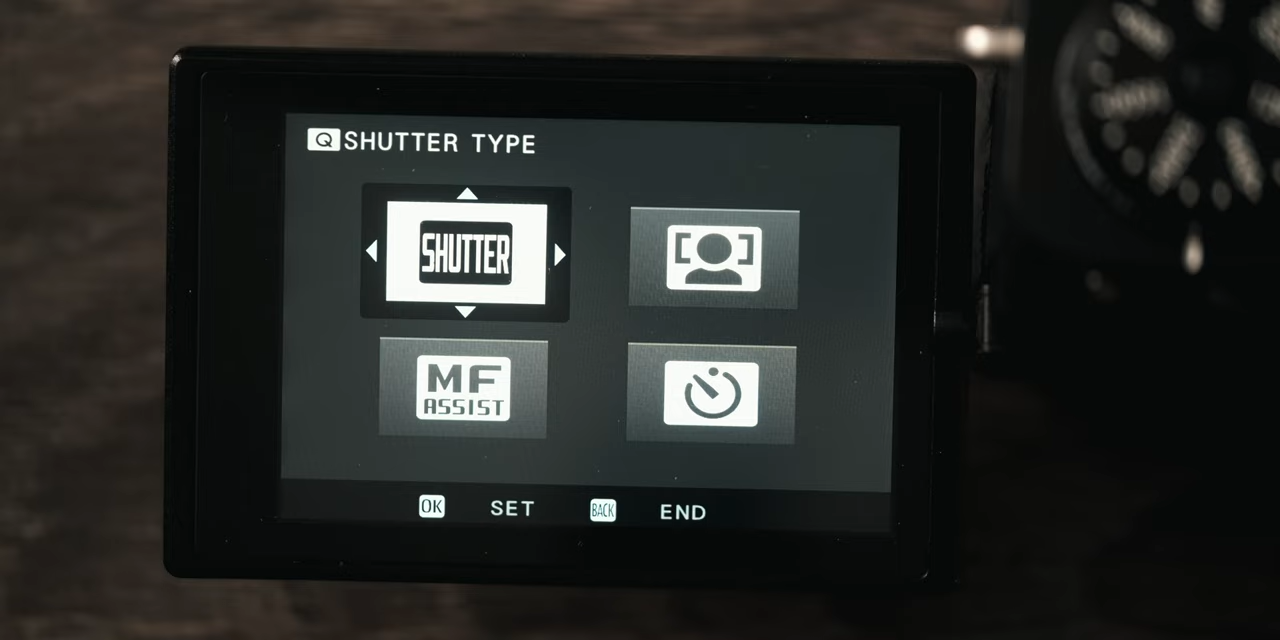 Q SHUTTER TYPE
SHUTTER
MF
ASSIST
OK SET BACK END